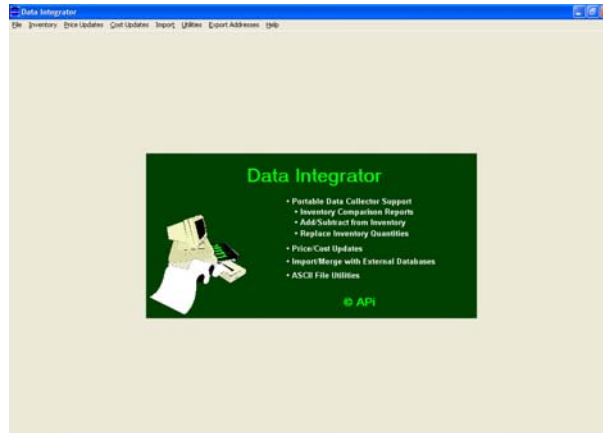 Data Integrator
File Inventory Price Updates Cost Updates Import Utilities Export Addresses Help
Data Integrator
• Portable Data Collector Support
• Inventory Comparison Reports
• Add/Subtract from Inventory
• Replace Inventory Quantities
• Price/Cost Updates
• Import/Merge with External Databases
• ASCII File Utilities
© APi